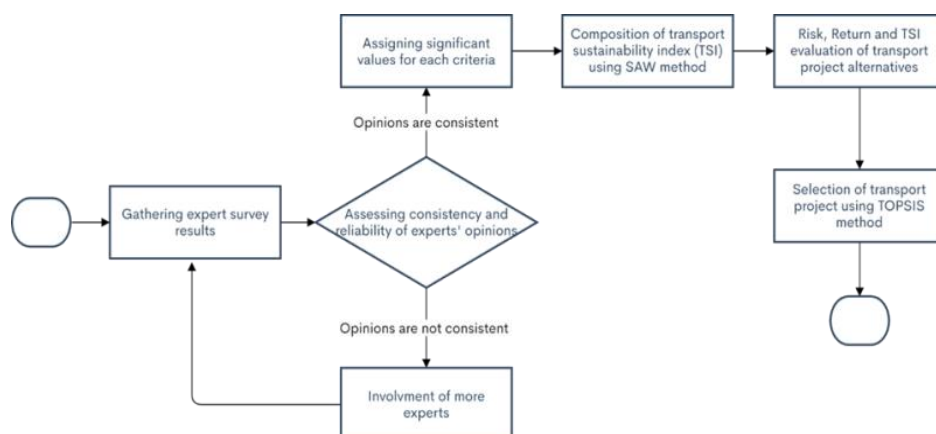 Assigning significant
values for each criteria
Composition of transport
sustainability index (TSI)
using SAW method
Risk, Return and TSI
evaluation of transport
project alternatives
Opinions are consistent
Gathering expert survey
results
Assessing consistency and
reliability of experts' opinions
Selection of transport
project using TOPSIS
method
Opinions are not consistent
Involvment of more
experts